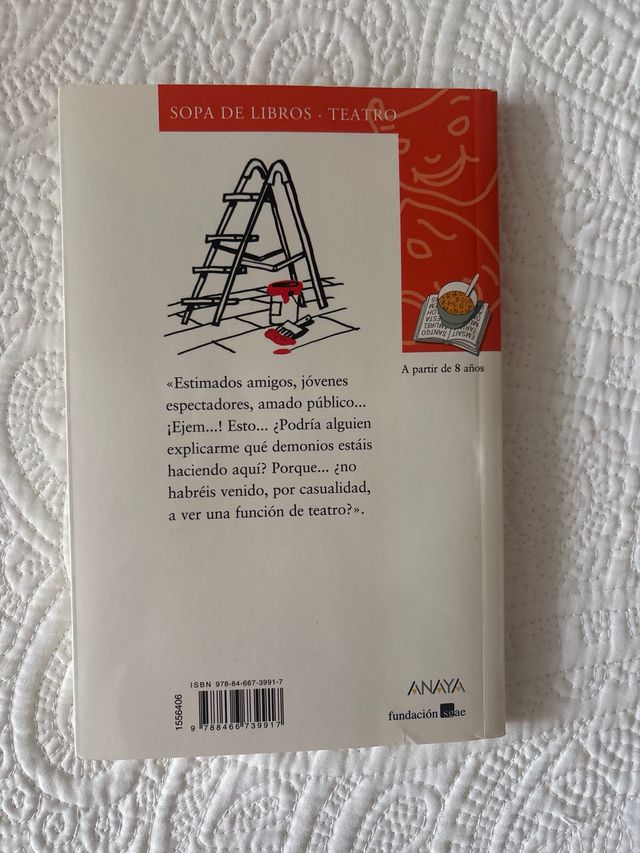 SOPA DE LIBROS · TEATRO
A partir de 8 años
«Estimados amigos, jóvenes
espectadores, amado público...
¡Ejem...! Esto... ¿Podría alguien
explicarme qué demonios estáis
haciendo aquí? Porque... ¿no
habréis venido, por casualidad,
a ver una función de teatro?».
ISBN 978-84-667-3991-7
1556406
9 788466 739917
ANAYA
fundación sgae